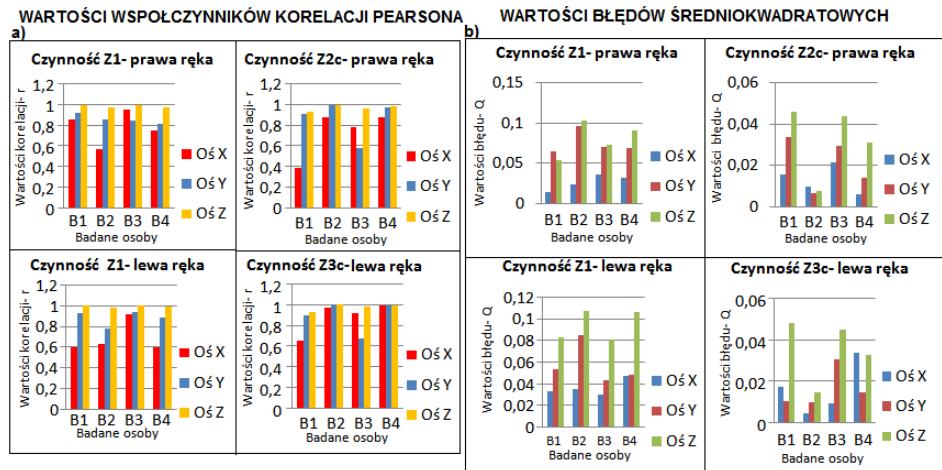 WARTOŚCI WSPÓŁCZYNNIKÓW KORELACJI PEARSONA
a)
Czynność Z1- prawa ręka
Wartości korelacji- r
1,2
1
0,8
0,6
0,4
0,2
0
B1 B2 B3 B4
Badane osoby
Oś X
Oś Y
Oś Z
Czynność Z2c- prawa ręka
Wartości korelacji- r
1,2
1
0,8
0,6
0,4
0,2
0
B1 B2 B3 B4
Badane osoby
Oś X
Oś Y
Oś Z
Czynność Z1- lewa ręka
Wartości korelacji- r
1,2
1
0,8
0,6
0,4
0,2
0
B1 B2 B3 B4
Badane osoby
Oś X
Oś Y
Oś Z
Czynność Z3c-lewa ręka
Wartości korelacji- r
1,2
1
0,8
0,6
0,4
0,2
0
B1 B2 B3 B4
Badane osoby
Oś X
Oś Y
Oś Z
WARTOŚCI BŁĘDÓW ŚREDNIOKWADRATOWYCH
b)
Czynność Z1- prawa ręka
Wartości błędu- Q
0,15
0,1
0,05
0
B1 B2 B3 B4
Badane osoby
Oś X
Oś Y
Oś Z
Czynność Z2c- prawa ręka
Wartość błędu- Q
0,06
0,04
0,02
0
B1 B2 B3 B4
Badane osoby
Oś X
Oś Y
Oś Z
Czynność Z1- lewa ręka
Wartości błędu- Q
0,12
0,1
0,08
0,06
0,04
0,02
0
B1 B2 B3 B4
Badane osoby
Oś X
Oś Y
Oś Z
Czynność Z3c- lewa ręka
Wartości błędu- Q
0,06
0,04
0,02
0
B1 B2 B3 B4
Badane osoby
Oś X
Oś Y
Oś Z